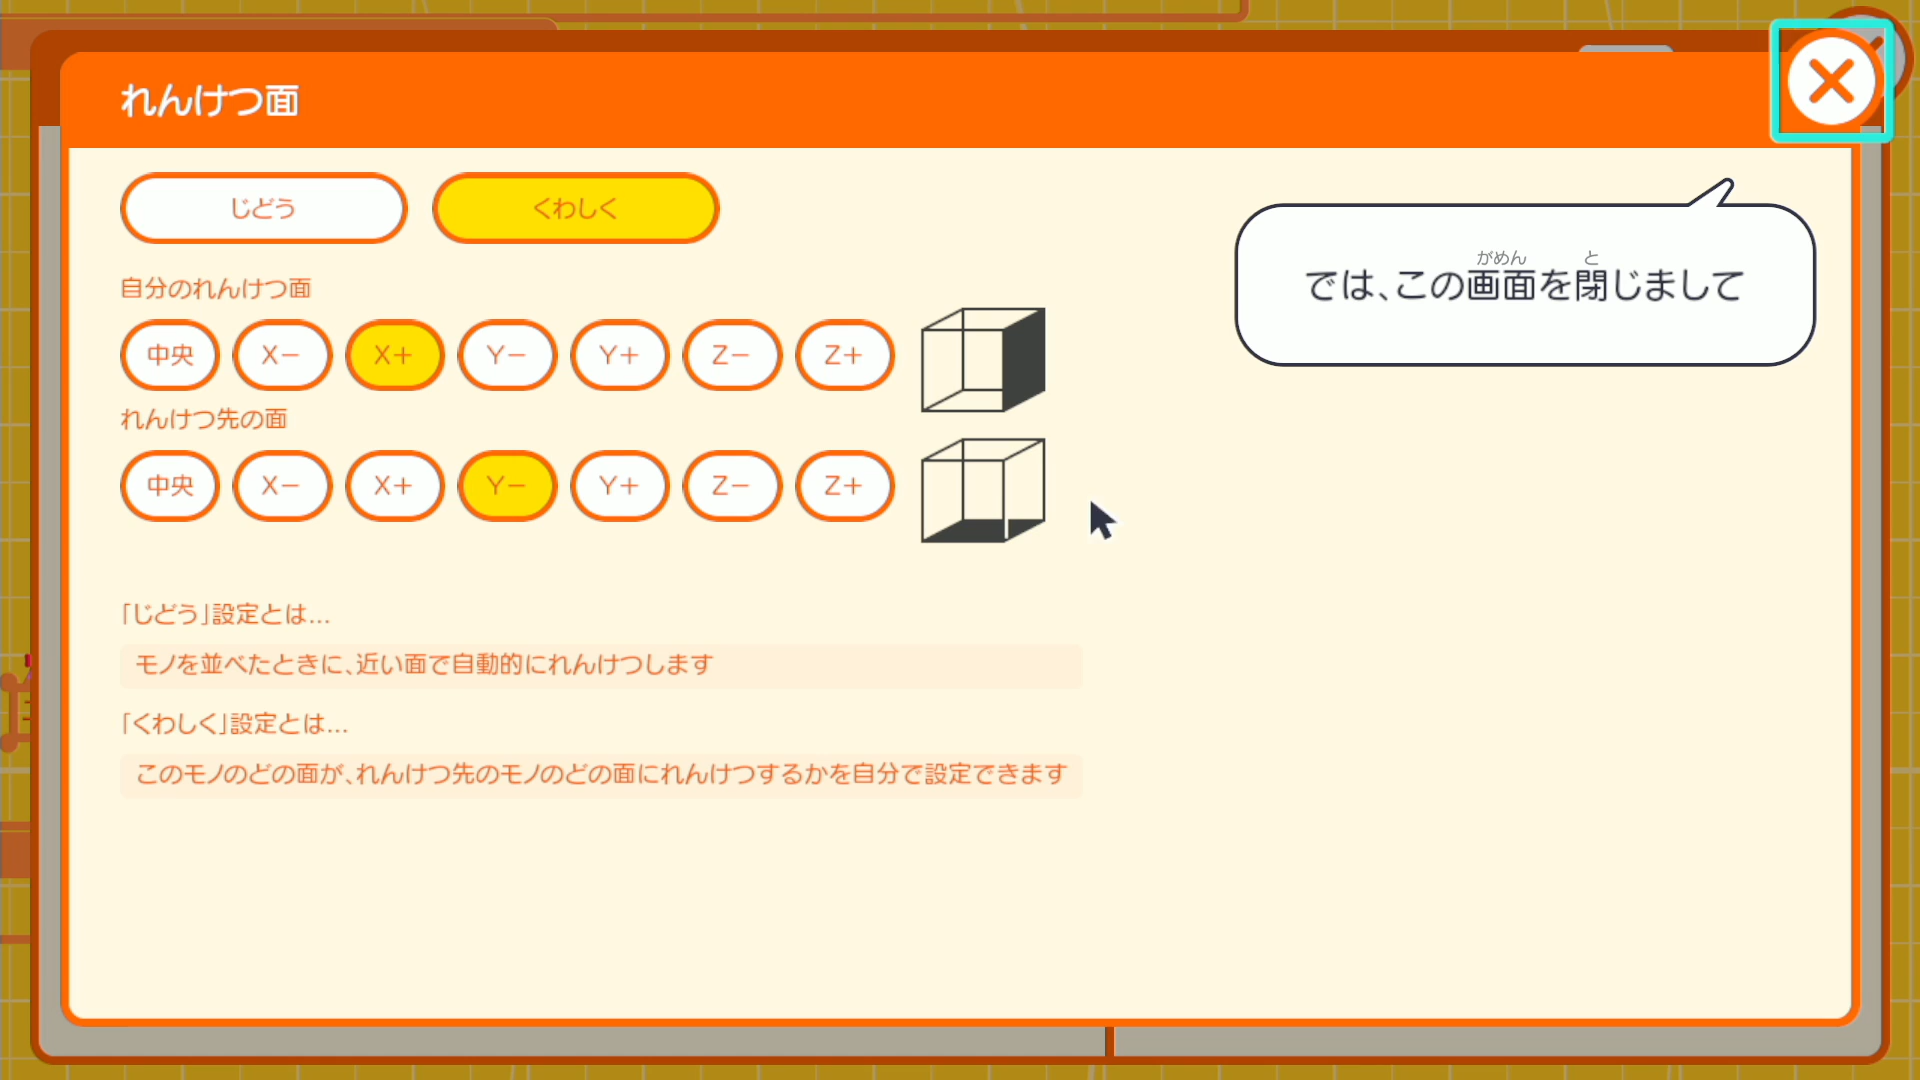 れんけつ面
じどう
くわしく
自分のれんけつ面
中央 X− X+ Y− Y+ Z− Z+
れんけつ先の面
中央 X− X+ Y− Y+ Z− Z+
「じどう」設定とは…
モノを並べたときに、近い面で自動的にれんけつします
「くわしく」設定とは…
このモノのどの面が、れんけつ先のモノのどの面にれんけつするかを自分で設定できます
がめん と
では、この画面を閉じまして